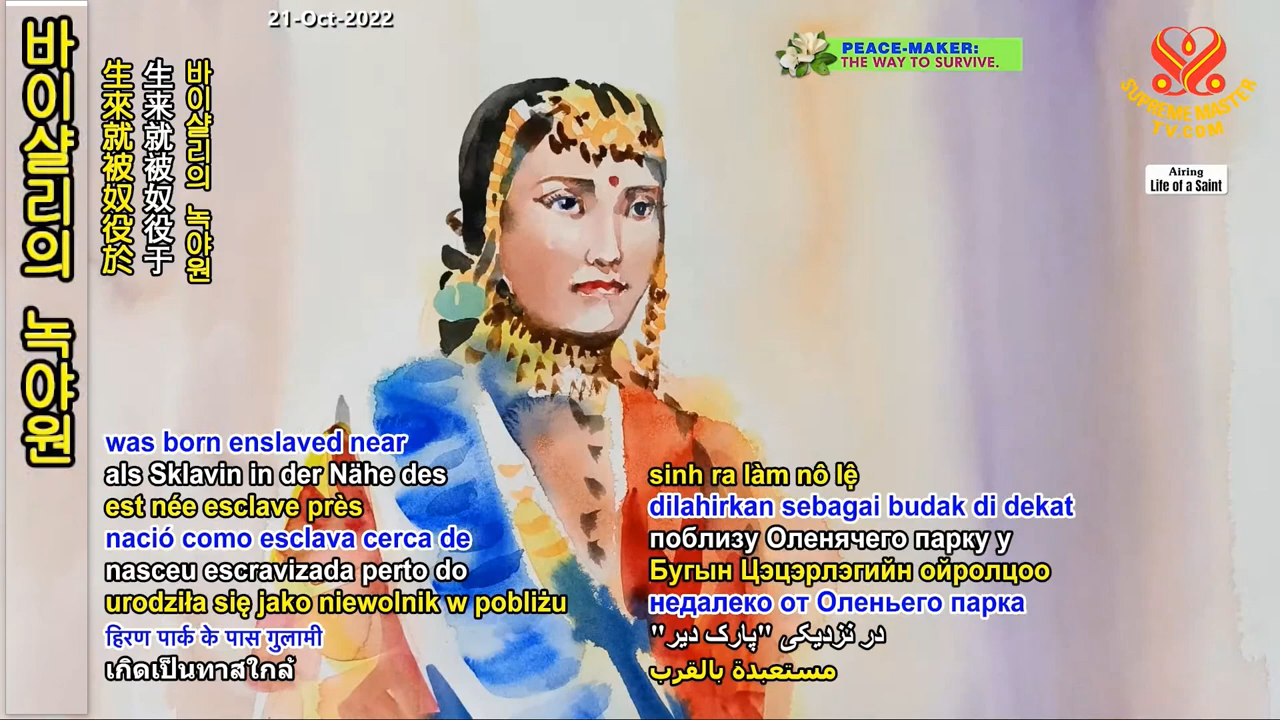 21-Oct-2022
PEACE-MAKER:
THE WAY TO SURVIVE.
SUPREME MASTER
TV.COM
Airing
Life of a Saint
바이샬리의 녹야원
生來就被奴役於
生来就被奴役于
바이샬리의 녹야원
was born enslaved near
als Sklavin in der Nähe des
est née esclave près
nació como esclava cerca de
nasceu escravizada perto do
urodziła się jako niewolnik w pobliżu
हिरण पार्क के पास गुलामी
เกิดเป็นทาสใกล้
sinh ra làm nô lệ
dilahirkan sebagai budak di dekat
поблизу Оленячего парку у
Бугын Цэцэрлэгийн ойролцоо
недалеко от Оленьего парка
در نزدیکی "پارک دیر"
مستعبدة بالقرب